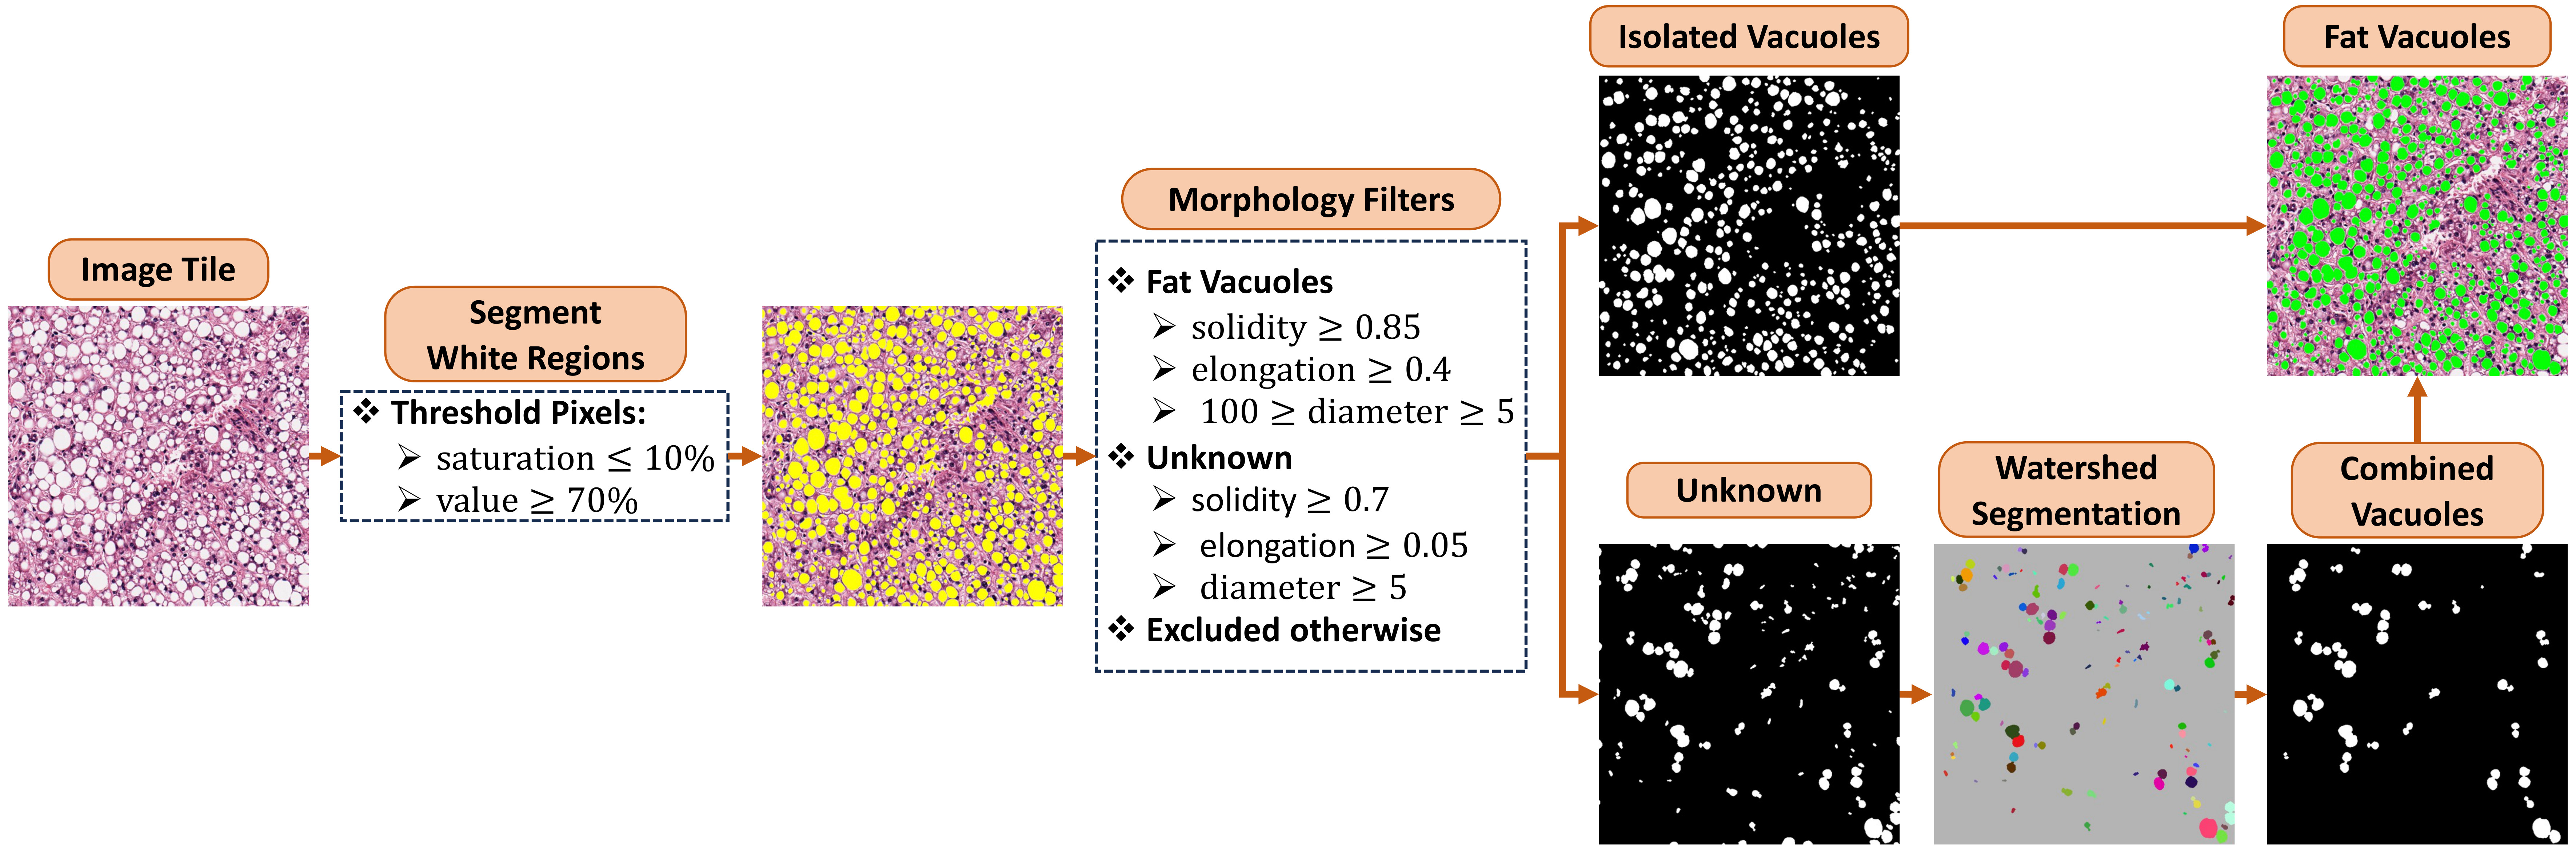 Image Tile
Segment
White Regions
❖ Threshold Pixels:
➢ saturation ≤ 10%
➢ value ≥ 70%
Morphology Filters
❖ Fat Vacuoles
➢ solidity ≥ 0.85
➢ elongation ≥ 0.4
➢ 100 ≥ diameter ≥ 5
❖ Unknown
➢ solidity ≥ 0.7
➢ elongation ≥ 0.05
➢ diameter ≥ 5
❖ Excluded otherwise
Isolated Vacuoles
Fat Vacuoles
Unknown
Watershed
Segmentation
Combined
Vacuoles